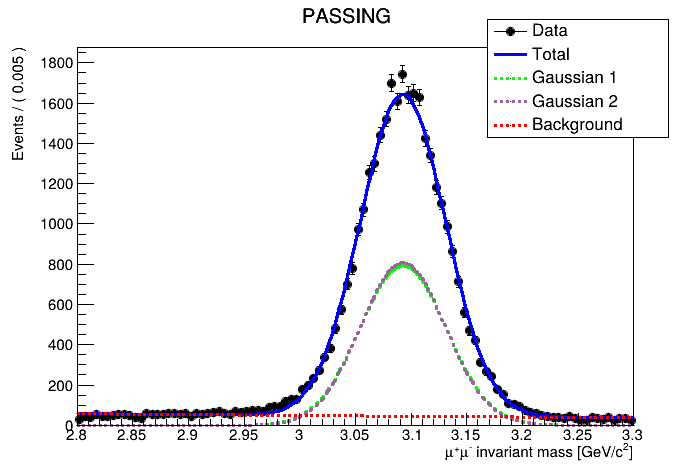 PASSING
Data
Total
Gaussian 1
Gaussian 2
Background
Events / ( 0.005 )
1800
1600
1400
1200
1000
800
600
400
200
0
2.8 2.85 2.9 2.95 3 3.05 3.1 3.15 3.2 3.25 3.3
μ⁺μ⁻ invariant mass [GeV/c²]